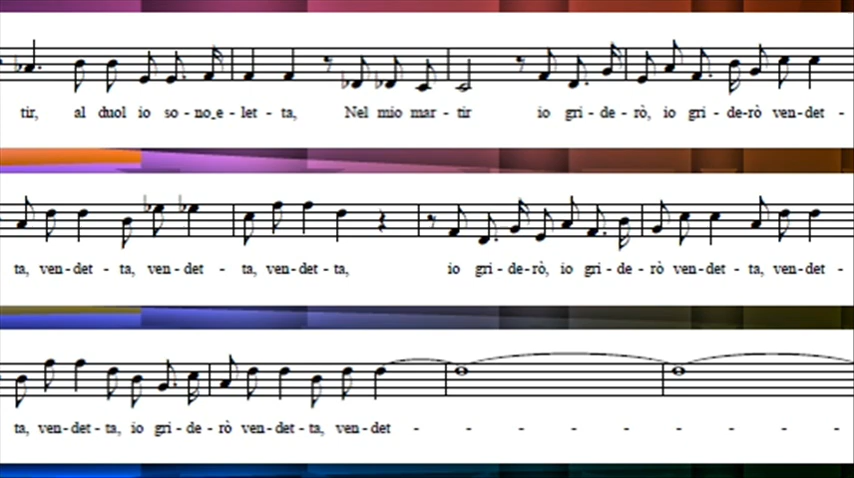 tir, al duol io so - no_e - let - ta, Nel mio mar - tir io gri - de - rò, io gri - de-rò ven-det -
ta, ven-det - ta, ven-det - ta, ven-det-ta, io gri-de-rò, io gri-de-rò ven-det-ta, ven-det -
ta, ven-det-ta, io gri-de-rò ven-det-ta, ven-det - - - - - - - - -